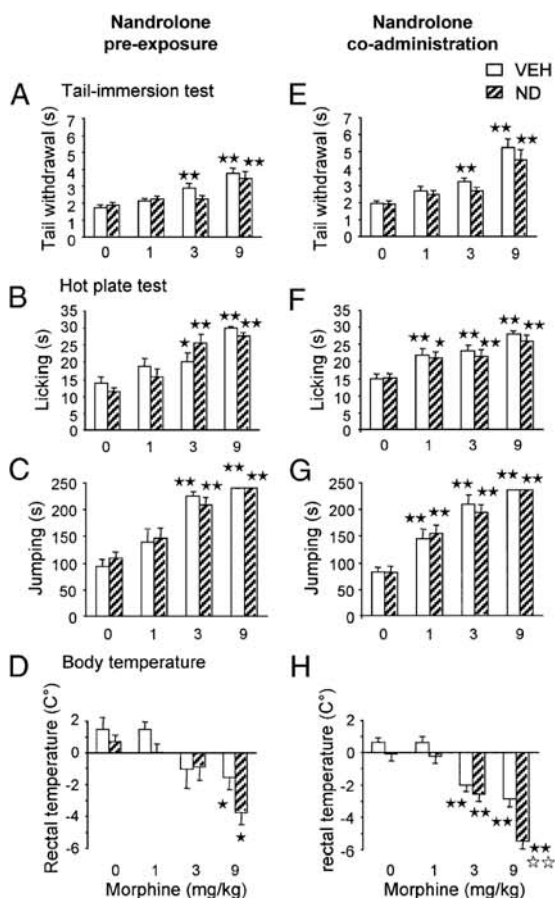 Nandrolone
pre-exposure
Nandrolone
co-administration
VEH
ND
A
Tail-immersion test
Tail withdrawal (s)
7
6
5
4
3
2
1
0
★★
★★
★★
0 1 3 9
E
Tail withdrawal (s)
7
6
5
4
3
2
1
0
★★
★★
★★
0 1 3 9
B
Hot plate test
Licking (s)
35
30
25
20
15
10
5
0
★
★★
★★
★★
0 1 3 9
F
Licking (s)
35
30
25
20
15
10
5
0
★★
★
★★
★★
★★
★★
0 1 3 9
C
Jumping (s)
250
200
150
100
50
0
★★
★★
★★
★★
0 1 3 9
G
Jumping (s)
250
200
150
100
50
0
★★
★★
★★
★★
★★
★★
0 1 3 9
D
Body temperature
Rectal temperature (C°)
2
0
-2
-4
-6
★
★
0 1 3 9
Morphine (mg/kg)
H
rectal temperature (C°)
2
0
-2
-4
-6
★★
★★
★★
★★
☆☆
0 1 3 9
Morphine (mg/kg)